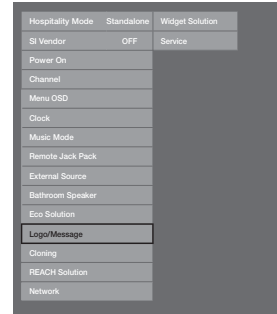 Hospitality Mode Standalone Widget Solution
SI Vendor OFF Service
Power On
Channel
Menu OSD
Clock
Music Mode
Remote Jack Pack
External Source
Bathroom Speaker
Eco Solution
Logo/Message
Cloning
REACH Solution
Network